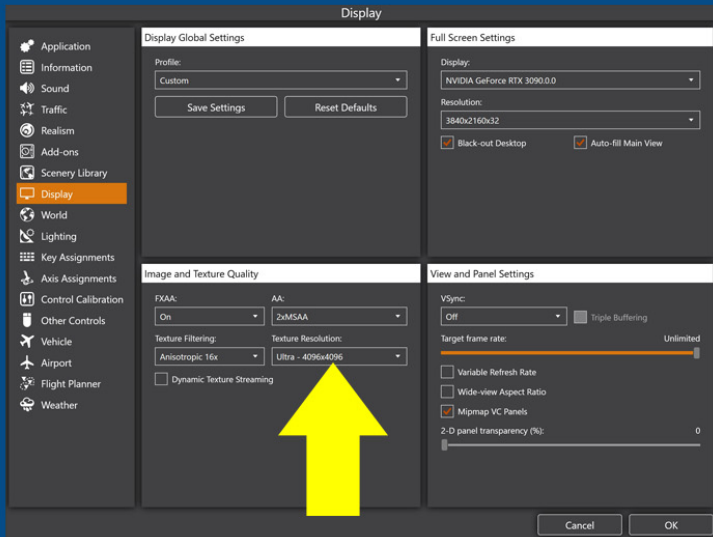 Display
Application
Information
Sound
Traffic
Realism
Add-ons
Scenery Library
Display
World
Lighting
Key Assignments
Axis Assignments
Control Calibration
Other Controls
Vehicle
Airport
Flight Planner
Weather
Display Global Settings
Profile:
Custom
Save Settings
Reset Defaults
Full Screen Settings
Display:
NVIDIA GeForce RTX 3090.0.0
Resolution:
3840x2160x32
Black-out Desktop
Auto-fill Main View
Image and Texture Quality
FXAA:
AA:
On
2xMSAA
Texture Filtering:
Texture Resolution:
Anisotropic 16x
Ultra - 4096x4096
Dynamic Texture Streaming
View and Panel Settings
VSync:
Off
Triple Buffering
Target frame rate:
Unlimited
Variable Refresh Rate
Wide-view Aspect Ratio
Mipmap VC Panels
2-D panel transparency (%):
0
Cancel
OK